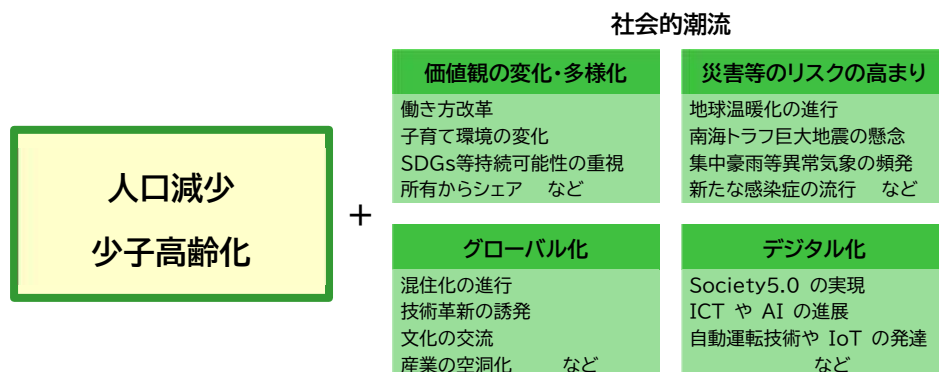 社会的潮流
人口減少
少子高齢化
+
価値観の変化・多様化
働き方改革
子育て環境の変化
SDGs等持続可能性の重視
所有からシェア など
災害等のリスクの高まり
地球温暖化の進行
南海トラフ巨大地震の懸念
集中豪雨等異常気象の頻発
新たな感染症の流行 など
グローバル化
混住化の進行
技術革新の誘発
文化の交流
産業の空洞化 など
デジタル化
Society5.0 の実現
ICT や AI の進展
自動運転技術や IoT の発達
など